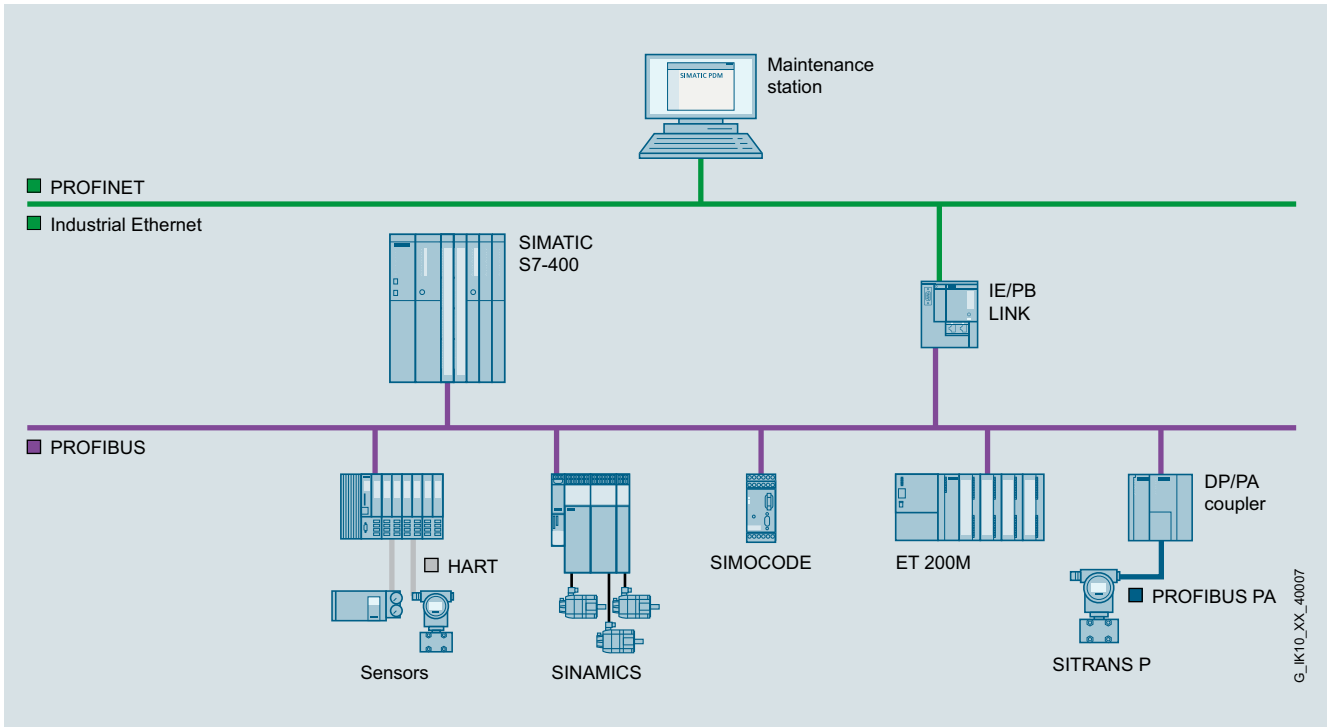 SIMATIC PDM
Maintenance
station
PROFINET
Industrial Ethernet
SIMATIC
S7-400
IE/PB
LINK
PROFIBUS
DP/PA
coupler
HART
SIMOCODE
ET 200M
PROFIBUS PA
Sensors
SINAMICS
SITRANS P
G_IK10_XX_40007